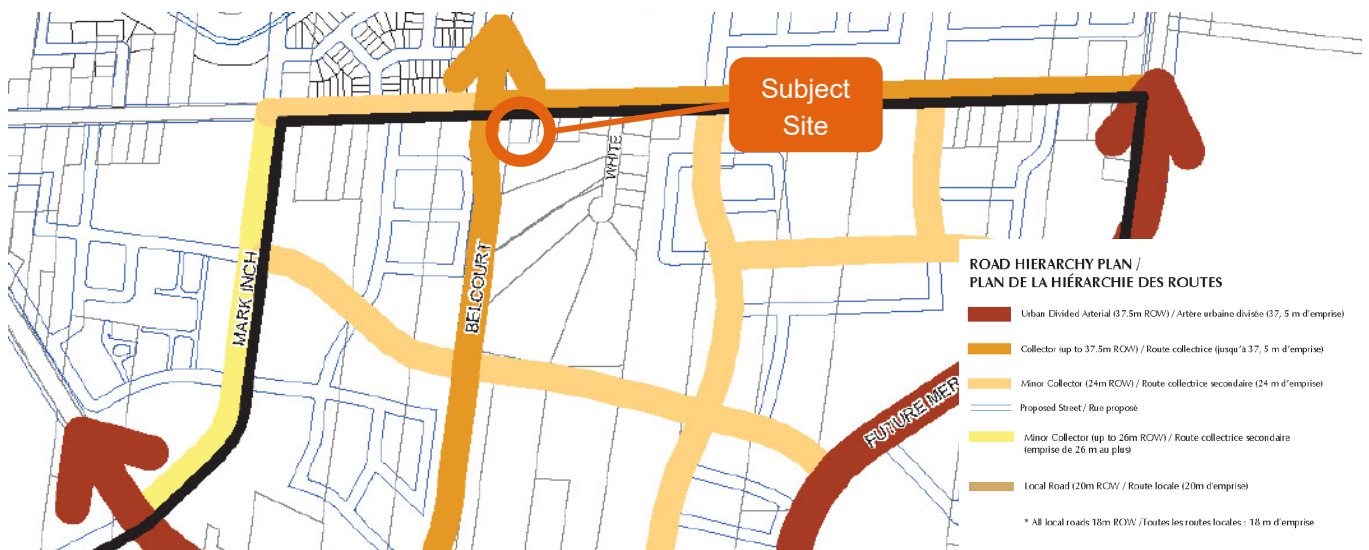 Subject
Site
WHITE
MARK INCH
BELCOURT
FUTURE MER
ROAD HIERARCHY PLAN /
PLAN DE LA HIÉRARCHIE DES ROUTES
Urban Divided Arterial (37.5m ROW) / Artère urbaine divisée (37, 5 m d'emprise)
Collector (up to 37.5m ROW) / Route collectrice (jusqu'à 37, 5 m d'emprise)
Minor Collector (24m ROW) / Route collectrice secondaire (24 m d'emprise)
Proposed Street / Rue proposé
Minor Collector (up to 26m ROW) / Route collectrice secondaire
(emprise de 26 m au plus)
Local Road (20m ROW / Route locale (20m d'emprise)
* All local roads 18m ROW /Toutes les routes locales : 18 m d'emprise